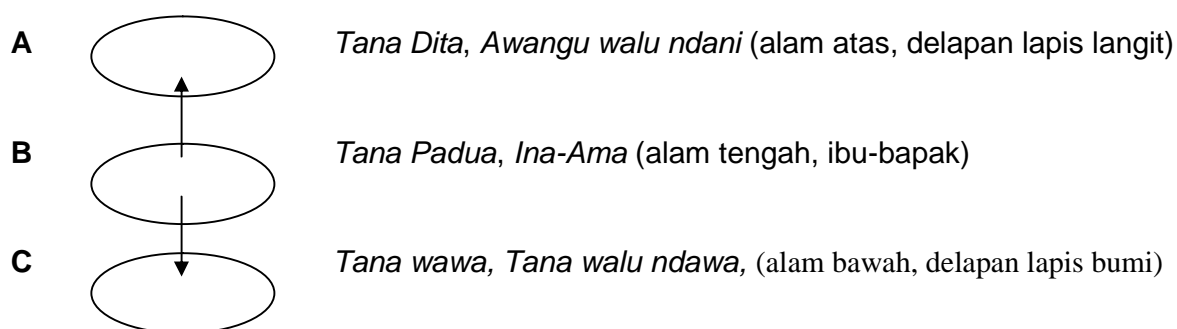 A Tana Dita, Awangu walu ndani (alam atas, delapan lapis langit)
B Tana Padua, Ina-Ama (alam tengah, ibu-bapak)
C Tana wawa, Tana walu ndawa, (alam bawah, delapan lapis bumi)